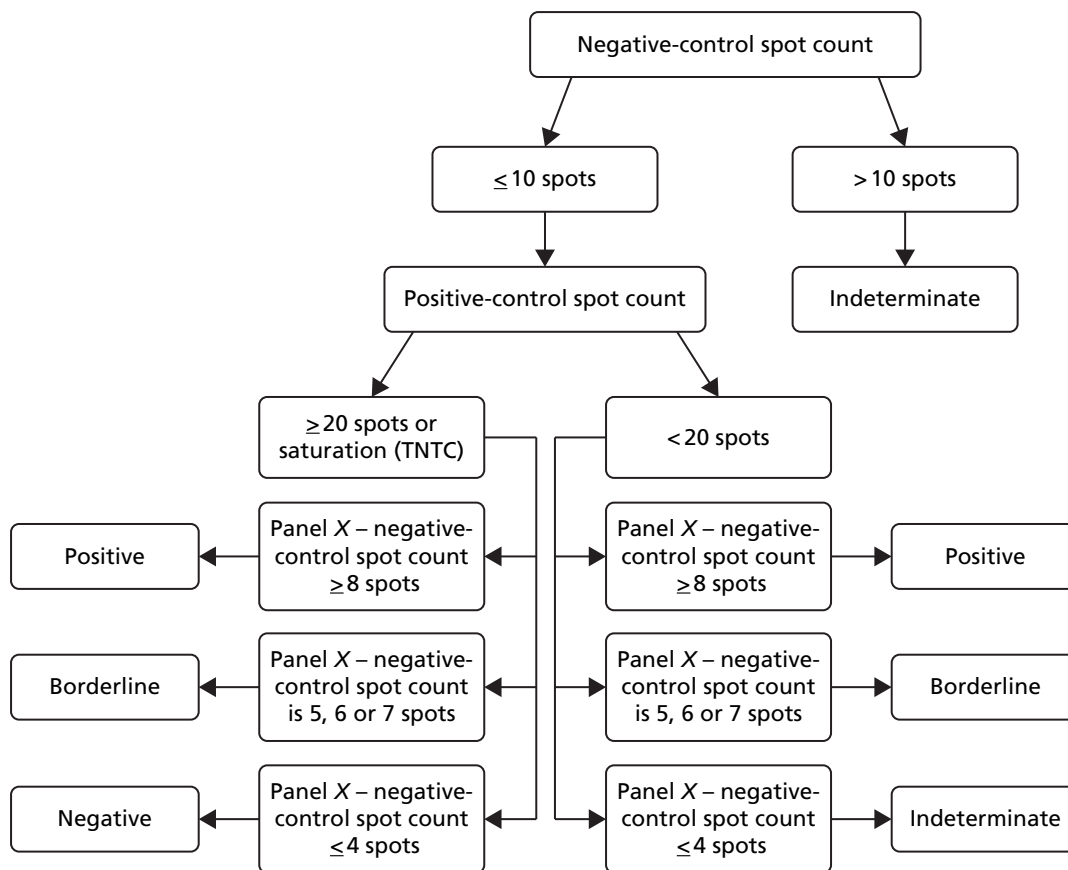 Negative-control spot count
≤10 spots
>10 spots
Positive-control spot count
Indeterminate
≥20 spots or
saturation (TNTC)
<20 spots
Positive
Panel X – negative-
control spot count
≥8 spots
Panel X – negative-
control spot count
≥8 spots
Positive
Borderline
Panel X – negative-
control spot count
is 5, 6 or 7 spots
Panel X – negative-
control spot count
is 5, 6 or 7 spots
Borderline
Negative
Panel X – negative-
control spot count
≤4 spots
Panel X – negative-
control spot count
≤4 spots
Indeterminate